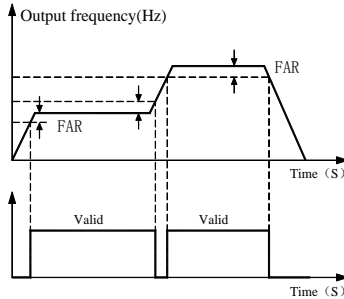 Output frequency(Hz)
FAR
FAR
Time（S）
Valid
Valid
Time（S）